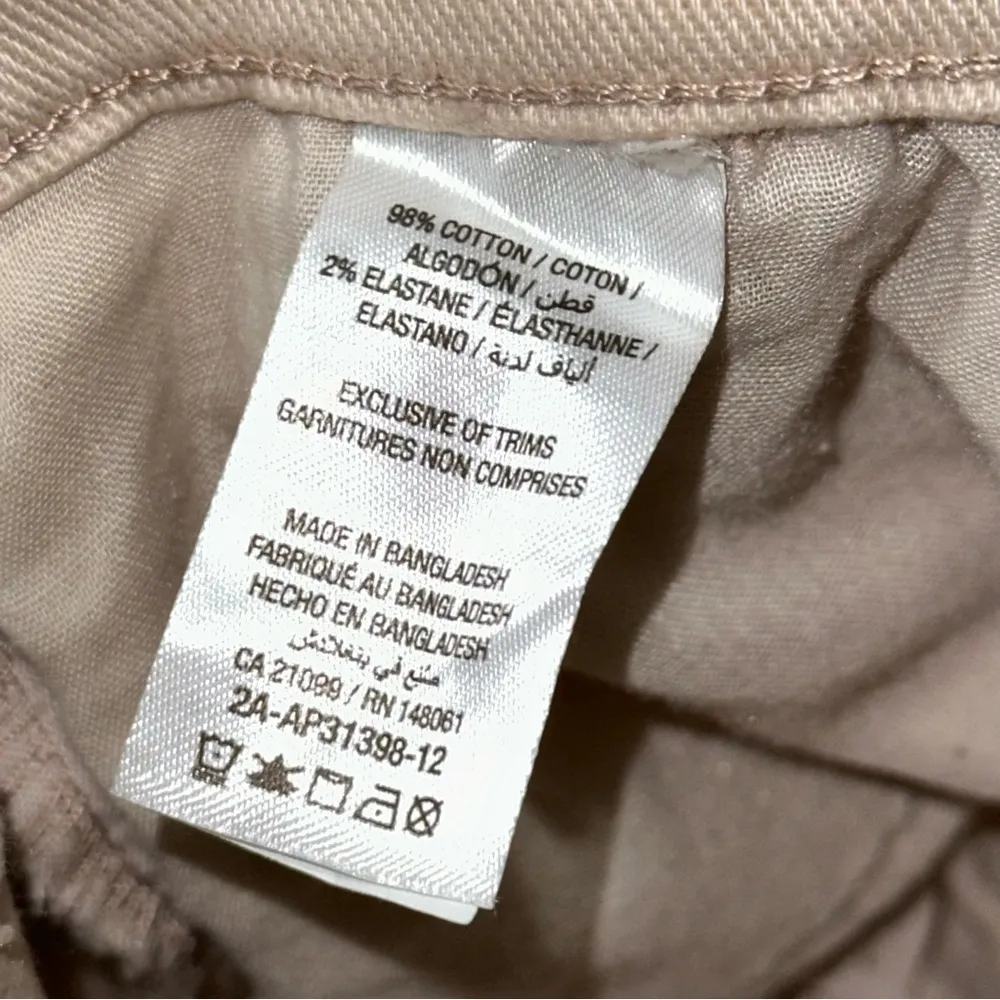 98% COTTON / COTON /
ALGODÓN / قطن
2% ELASTANE / ÉLASTHANNE /
ELASTANO / ألياف لدنة
EXCLUSIVE OF TRIMS
GARNITURES NON COMPRISES
MADE IN BANGLADESH
FABRIQUÉ AU BANGLADESH
HECHO EN BANGLADESH
صنع في بنغلادش
CA 21099 / RN 148061
2A-AP31398-12